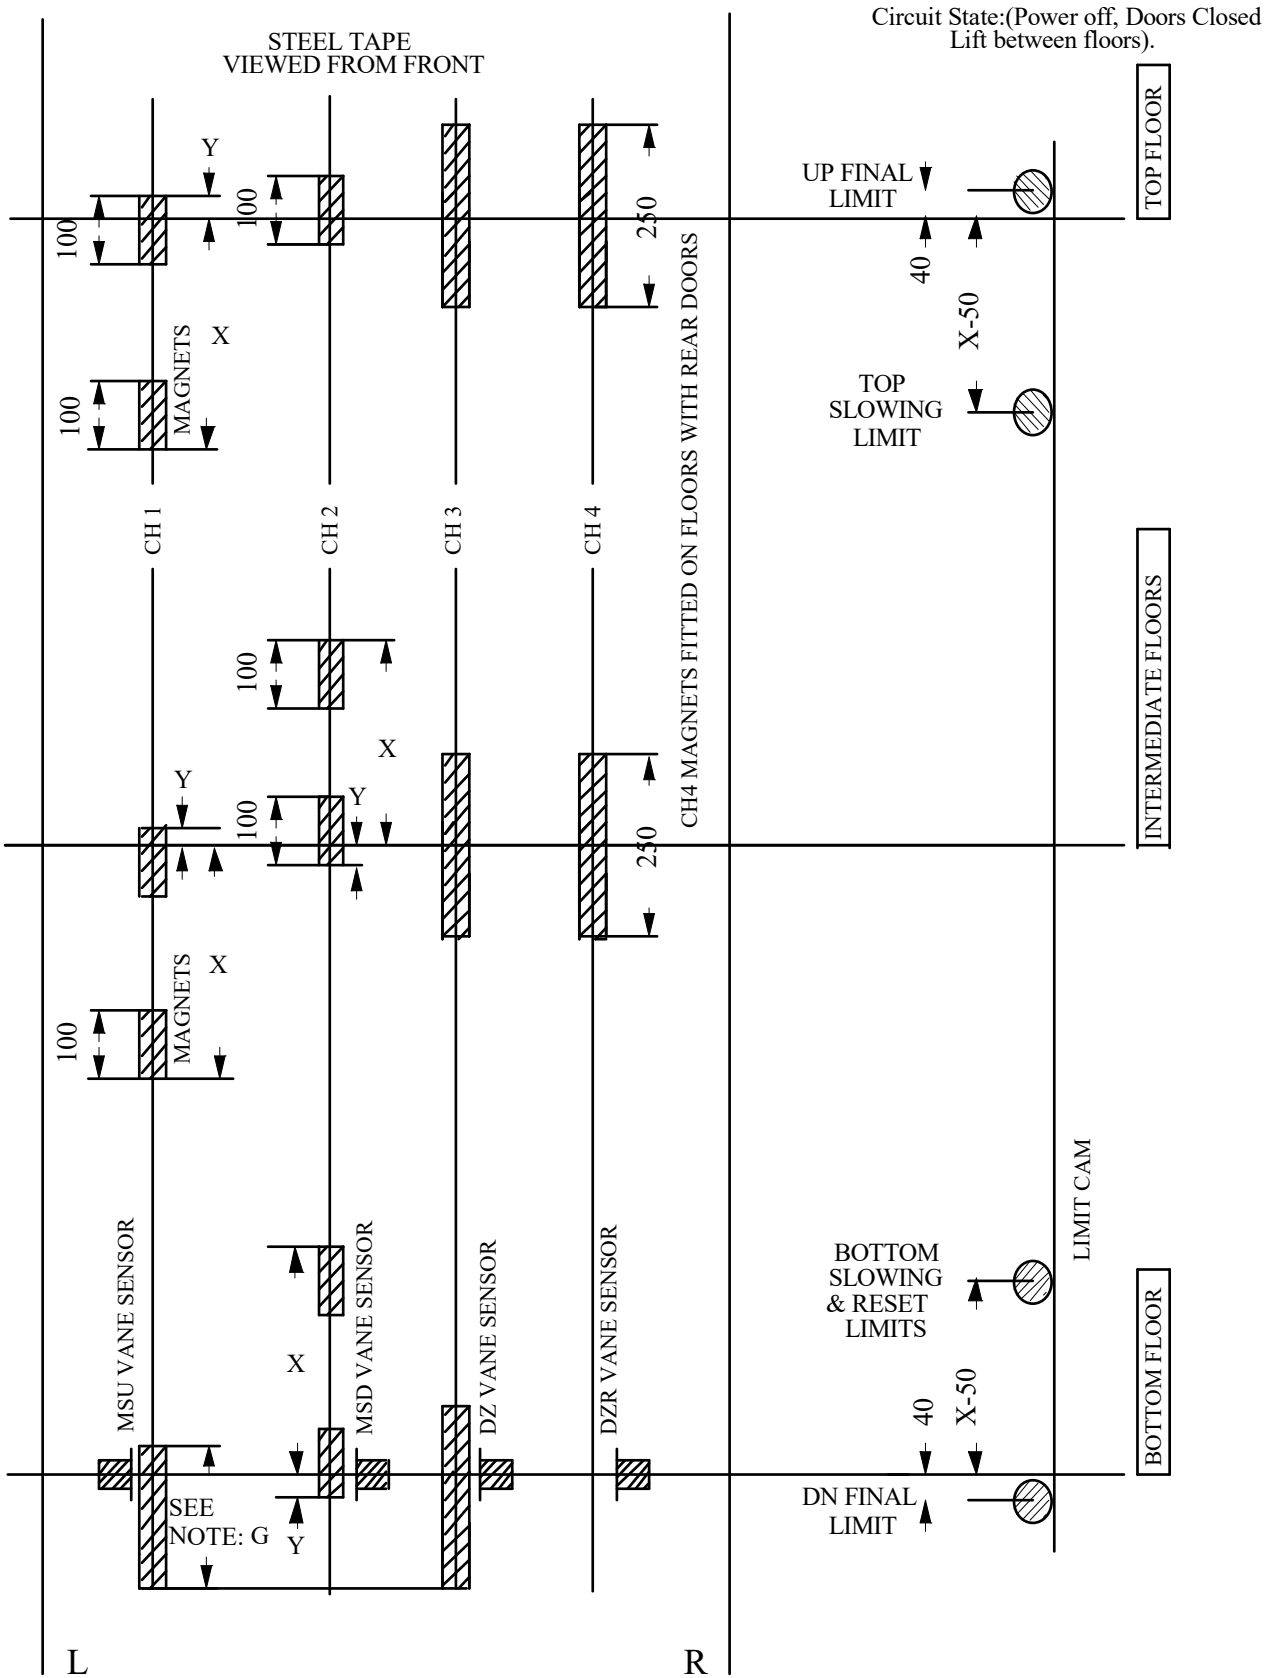 Circuit State:(Power off, Doors Closed
Lift between floors).
STEEL TAPE
VIEWED FROM FRONT
TOP FLOOR
Y
100
100
250
UP FINAL
LIMIT
40
X-50
X
MAGNETS
100
TOP
SLOWING
LIMIT
CH4 MAGNETS FITTED ON FLOORS WITH REAR DOORS
CH 1
CH 2
CH 3
CH 4
INTERMEDIATE FLOORS
100
X
Y
Y
100
250
X
MAGNETS
100
LIMIT CAM
MSU VANE SENSOR
MSD VANE SENSOR
DZ VANE SENSOR
DZR VANE SENSOR
BOTTOM
SLOWING
& RESET
LIMITS
X
40
X-50
BOTTOM FLOOR
SEE
NOTE: G
Y
DN FINAL
LIMIT
L
R